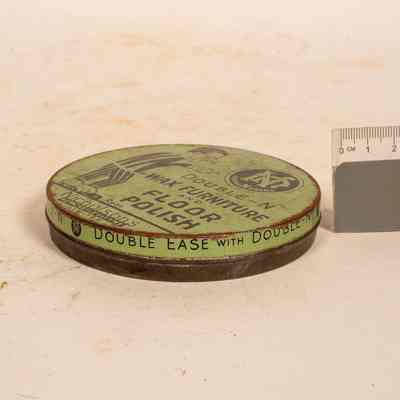 DOUBLE-N
WAX FURNITURE
FLOOR
POLISH
DOUBLE EASE WITH DOUBLE-N
0 CM 1 2